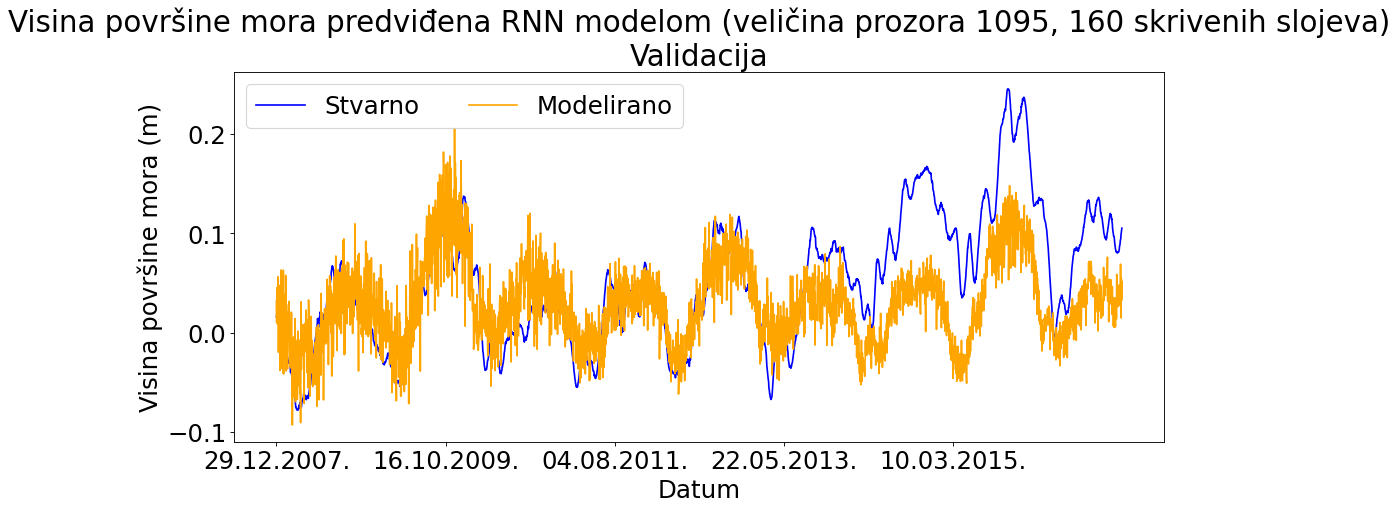 Visina površine mora predviđena RNN modelom (veličina prozora 1095, 160 skrivenih slojeva)
Validacija
Stvarno
Modelirano
Visina površine mora (m)
0.2
0.1
0.0
−0.1
29.12.2007.
16.10.2009.
04.08.2011.
22.05.2013.
10.03.2015.
Datum